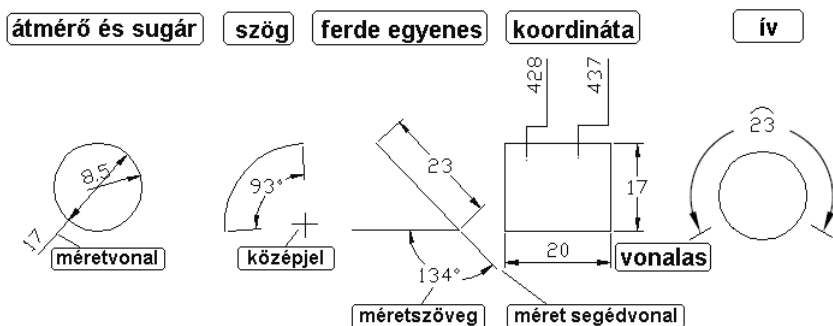 átmérő és sugár
szög
ferde egyenes
koordináta
ív
428
437
23
8,5
93°
23
17
17
20
134°
méretvonal
középjel
vonalas
méretszöveg
méret segédvonal